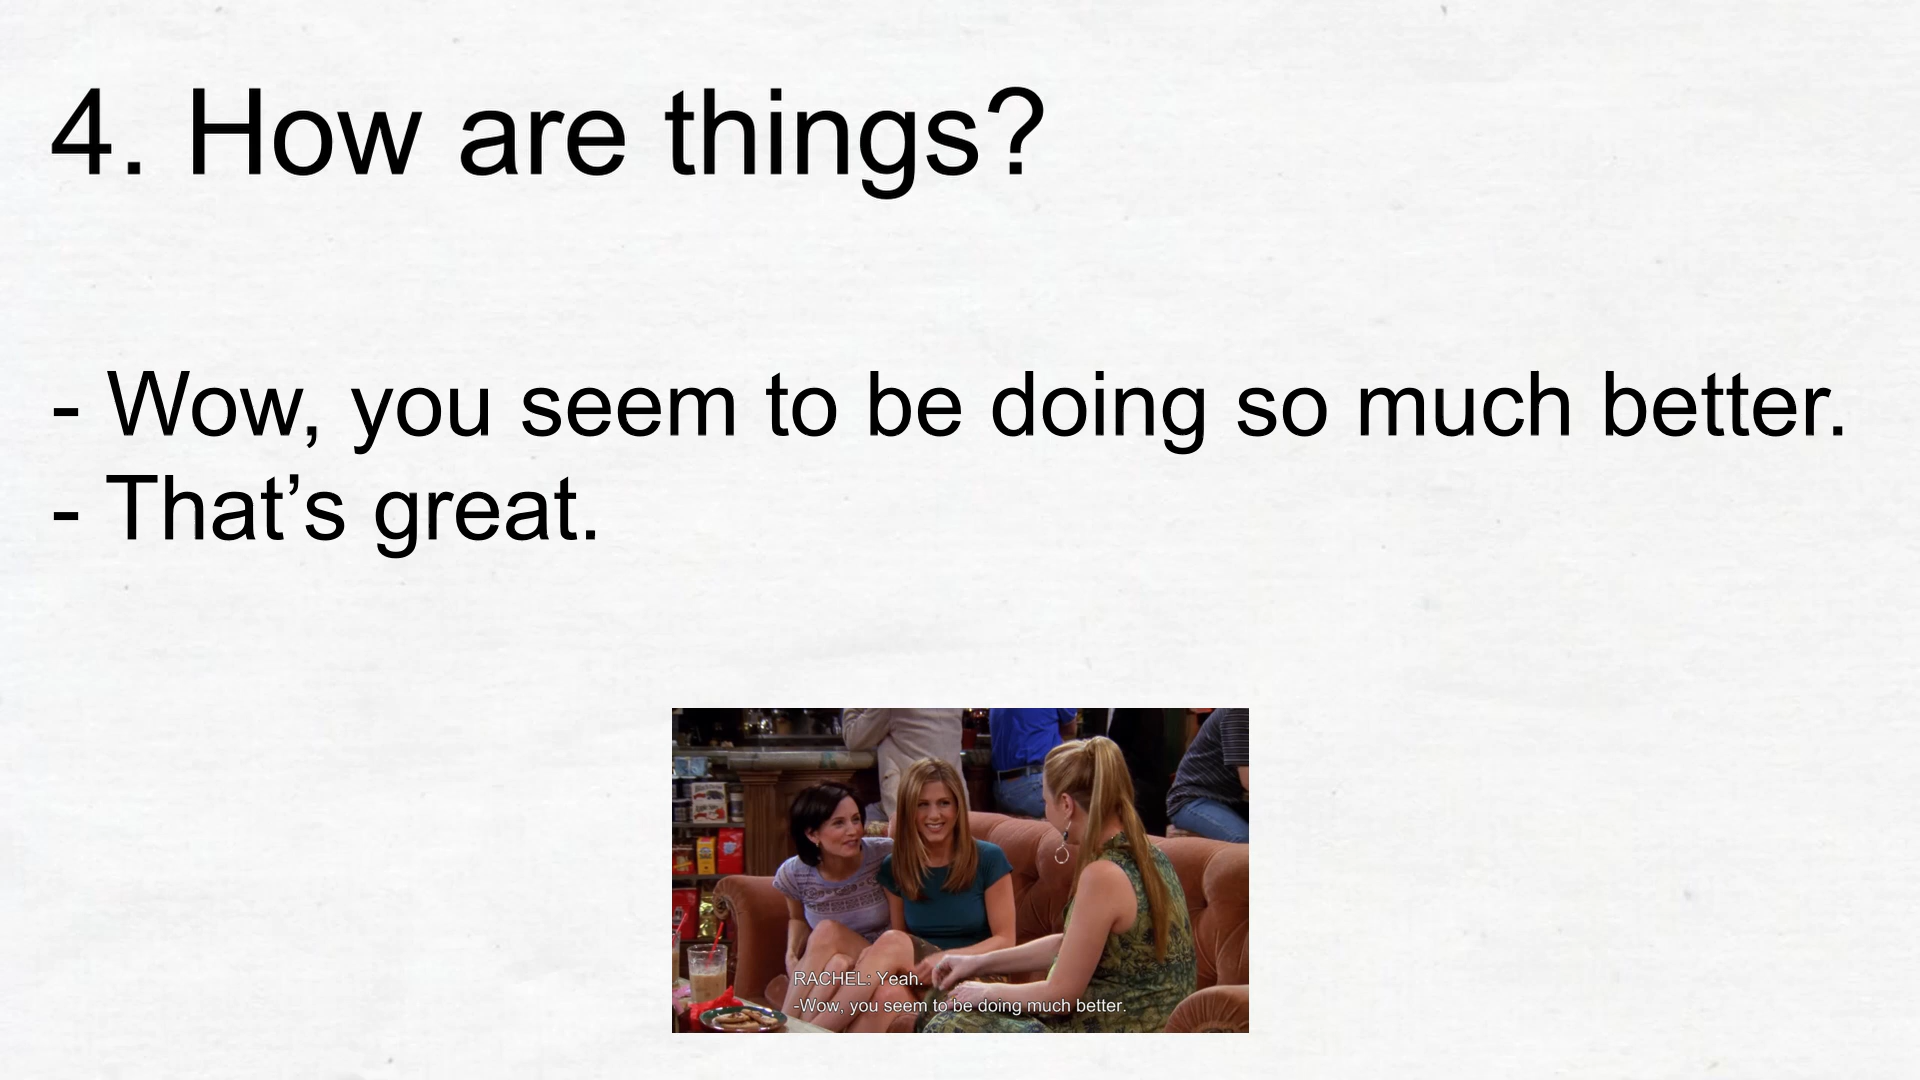 4. How are things?
- Wow, you seem to be doing so much better.
- That’s great.
RACHEL: Yeah.
-Wow, you seem to be doing much better.